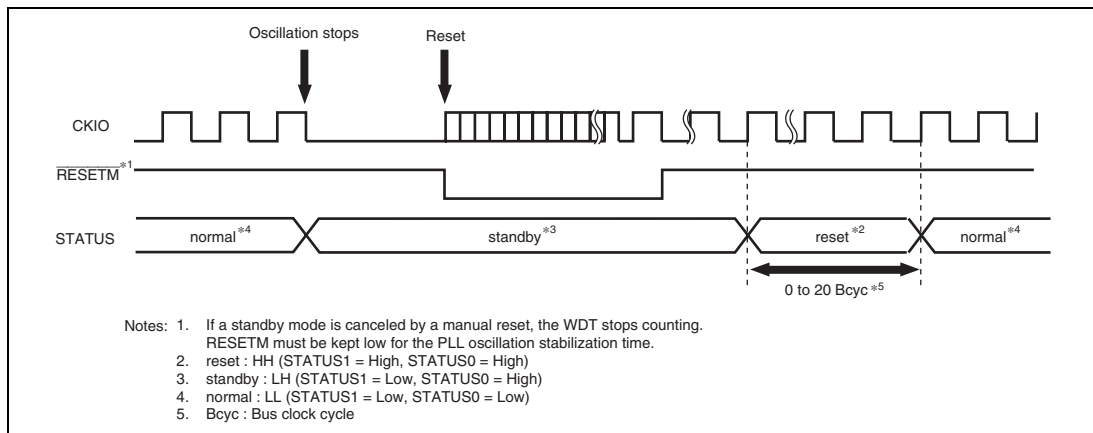 Oscillation stops Reset
CKIO
RESETM*1
STATUS normal*4 standby*3 reset*2 normal*4
0 to 20 Bcyc*5
Notes: 1. If a standby mode is canceled by a manual reset, the WDT stops counting.
RESETM must be kept low for the PLL oscillation stabilization time.
2. reset : HH (STATUS1 = High, STATUS0 = High)
3. standby : LH (STATUS1 = Low, STATUS0 = High)
4. normal : LL (STATUS1 = Low, STATUS0 = Low)
5. Bcyc : Bus clock cycle